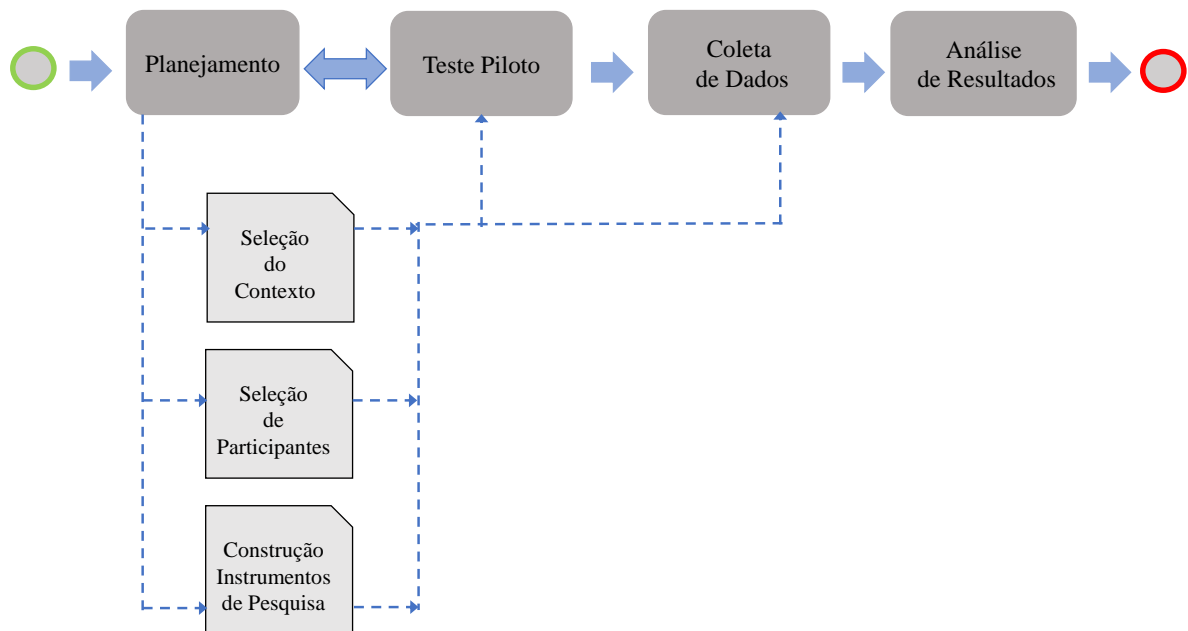 Planejamento
Teste Piloto
Coleta
de Dados
Análise
de Resultados
Seleção
do
Contexto
Seleção
de
Participantes
Construção
Instrumentos
de Pesquisa